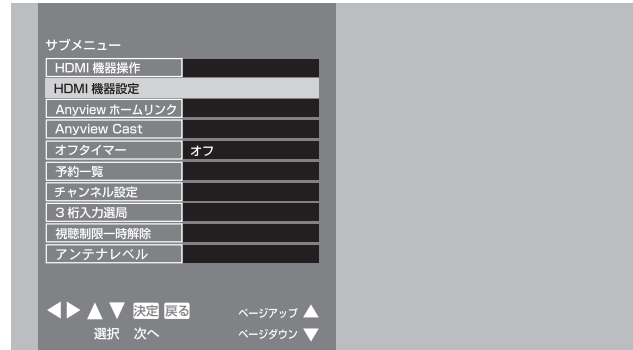 サブメニュー
HDMI 機器操作
HDMI 機器設定
Anyview ホームリンク
Anyview Cast
オフタイマー オフ
予約一覧
チャンネル設定
3 桁入力選局
視聴制限一時解除
アンテナレベル
◀▶▲▼ 決定 戻る ページアップ ▲
選択 次へ ページダウン ▼